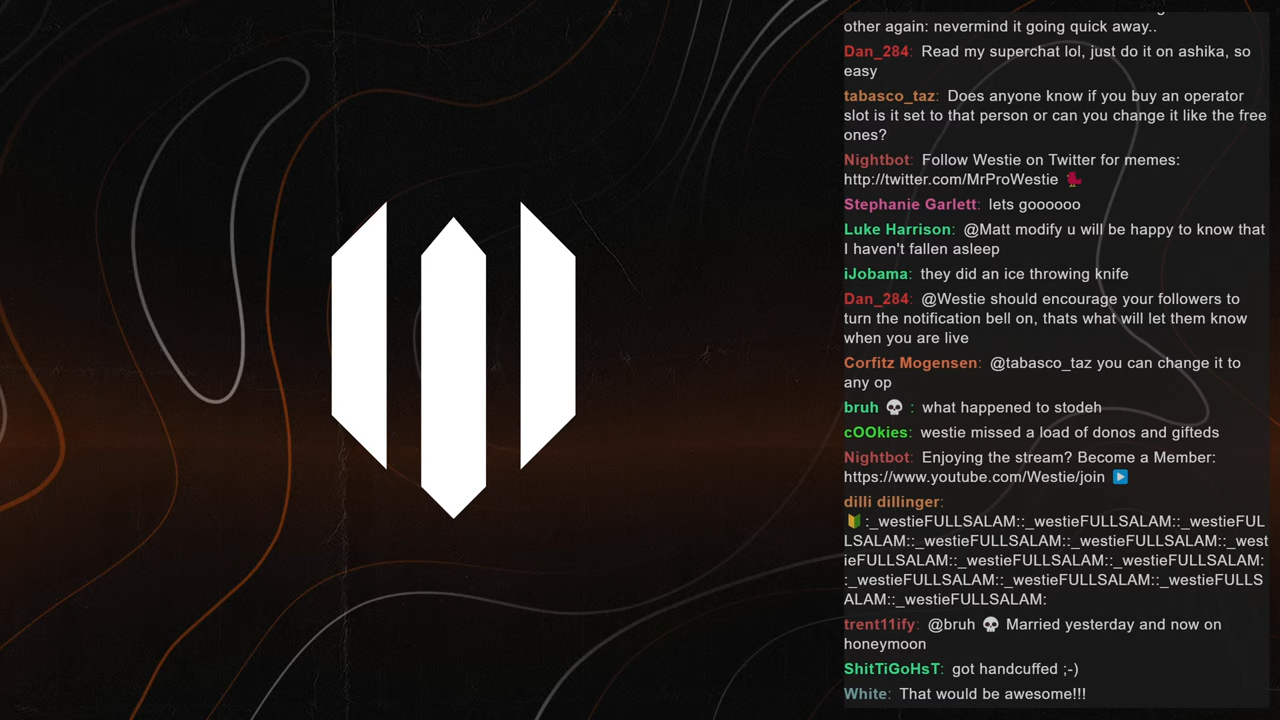 other again: nevermind it going quick away..
Dan_284: Read my superchat lol, just do it on ashika, so
easy
tabasco_taz: Does anyone know if you buy an operator
slot is it set to that person or can you change it like the free
ones?
Nightbot: Follow Westie on Twitter for memes:
http://twitter.com/MrProWestie
Stephanie Garlett: lets goooooo
Luke Harrison: @Matt modify u will be happy to know that
I haven't fallen asleep
iJobama: they did an ice throwing knife
Dan_284: @Westie should encourage your followers to
turn the notification bell on, thats what will let them know
when you are live
Corfitz Mogensen: @tabasco_taz you can change it to
any op
bruh 💀 : what happened to stodeh
cOOkies: westie missed a load of donos and gifteds
Nightbot: Enjoying the stream? Become a Member:
https://www.youtube.com/Westie/join ▶️
dilli dillinger:
🔰:_westieFULLSALAM::_westieFULLSALAM::_westieFUL
LSALAM::_westieFULLSALAM::_westieFULLSALAM::_west
ieFULLSALAM::_westieFULLSALAM::_westieFULLSALAM:
:_westieFULLSALAM::_westieFULLSALAM::_westieFULLS
ALAM::_westieFULLSALAM:
trent11ify: @bruh 💀 Married yesterday and now on
honeymoon
ShitTiGoHsT: got handcuffed ;-)
White: That would be awesome!!!